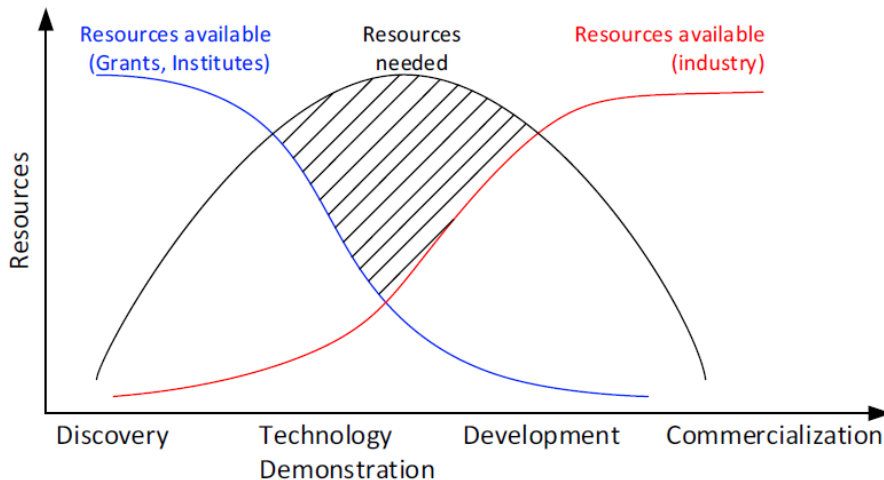 Resources available
(Grants, Institutes)
Resources
needed
Resources available
(industry)
Resources
Discovery
Technology
Demonstration
Development
Commercialization